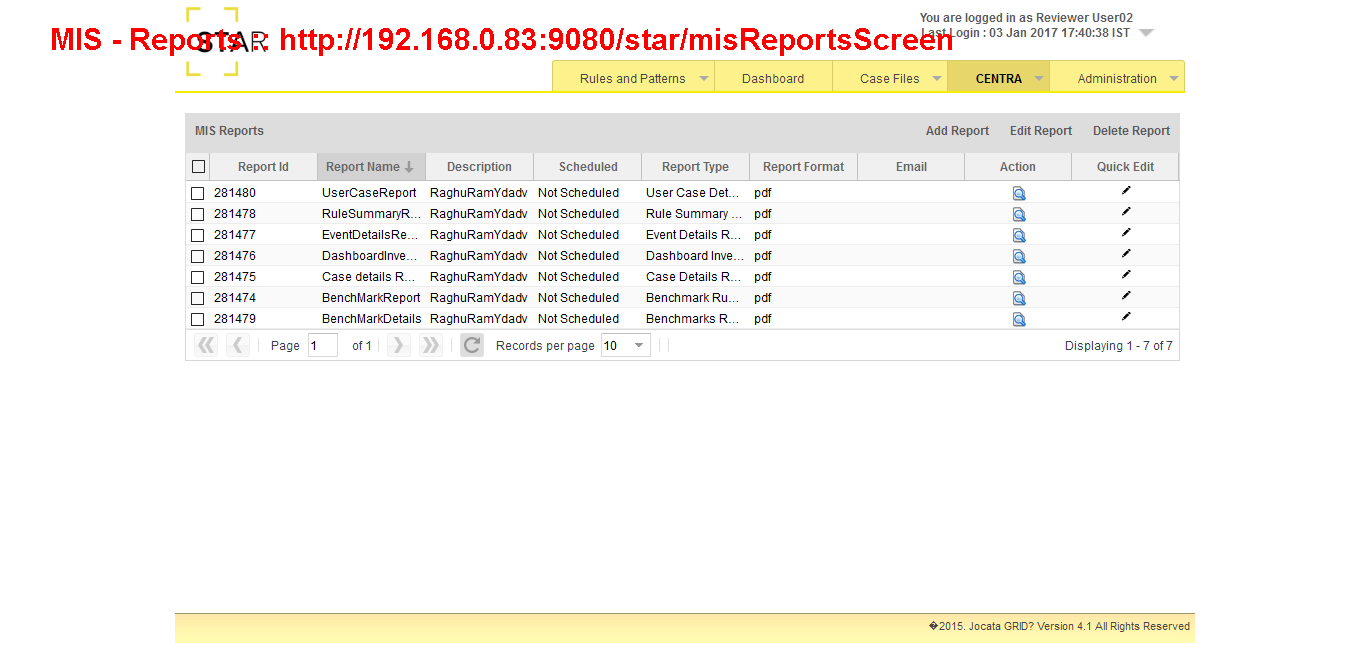 You are logged in as Reviewer User02
MIS - Reports :: http://192.168.0.83:9080/star/misReportsScreen
STAR
Last Login : 03 Jan 2017 17:40:38 IST
Rules and Patterns Dashboard Case Files CENTRA Administration
MIS Reports Add Report Edit Report Delete Report
Report Id Report Name Description Scheduled Report Type Report Format Email Action Quick Edit
281480 UserCaseReport RaghuRamYdadv Not Scheduled User Case Det... pdf
281478 RuleSummaryR... RaghuRamYdadv Not Scheduled Rule Summary ... pdf
281477 EventDetailsRe... RaghuRamYdadv Not Scheduled Event Details R... pdf
281476 DashboardInve... RaghuRamYdadv Not Scheduled Dashboard Inve... pdf
281475 Case details R... RaghuRamYdadv Not Scheduled Case Details R... pdf
281474 BenchMarkReport RaghuRamYdadv Not Scheduled Benchmark Ru... pdf
281479 BenchMarkDetails RaghuRamYdadv Not Scheduled Benchmarks R... pdf
Page 1 of 1 Records per page 10 Displaying 1 - 7 of 7
�2015. Jocata GRID? Version 4.1 All Rights Reserved